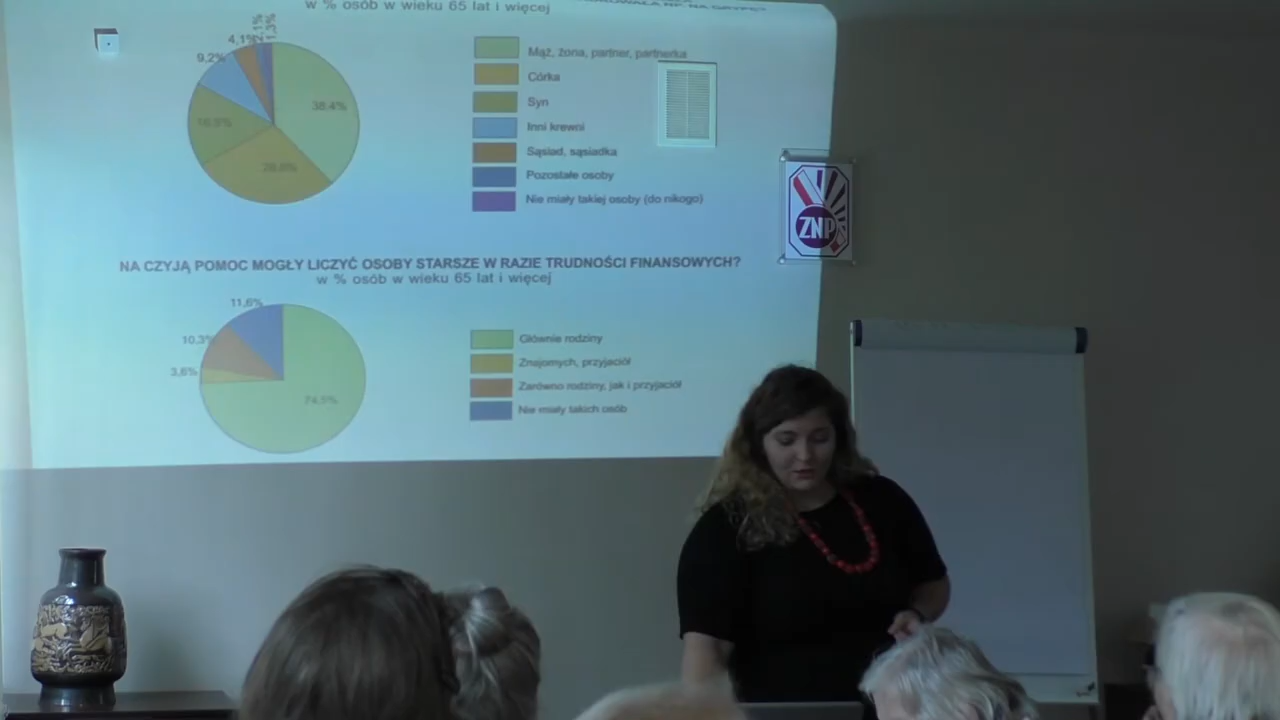 w % osób w wieku 65 lat i więcej
4,1%
1,3%
9,2%
38,4%
Mąż, żona, partner, partnerka
Córka
Syn
Inni krewni
Sąsiad, sąsiadka
Pozostałe osoby
Nie miały takiej osoby (do nikogo)
ZNP
NA CZYJĄ POMOC MOGŁY LICZYĆ OSOBY STARSZE W RAZIE TRUDNOŚCI FINANSOWYCH?
w % osób w wieku 65 lat i więcej
11,6%
10,3%
3,6%
74,5%
Głównie rodziny
Znajomych, przyjaciół
Zarówno rodziny, jak i przyjaciół
Nie miały takich osób